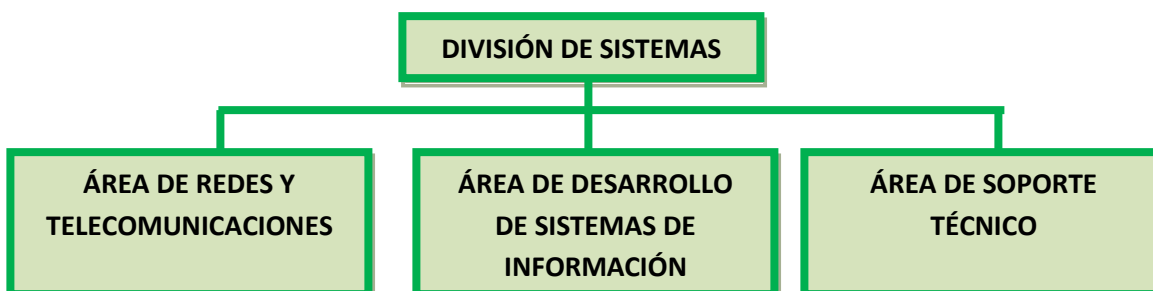 DIVISIÓN DE SISTEMAS
ÁREA DE REDES Y
TELECOMUNICACIONES
ÁREA DE DESARROLLO
DE SISTEMAS DE
INFORMACIÓN
ÁREA DE SOPORTE
TÉCNICO